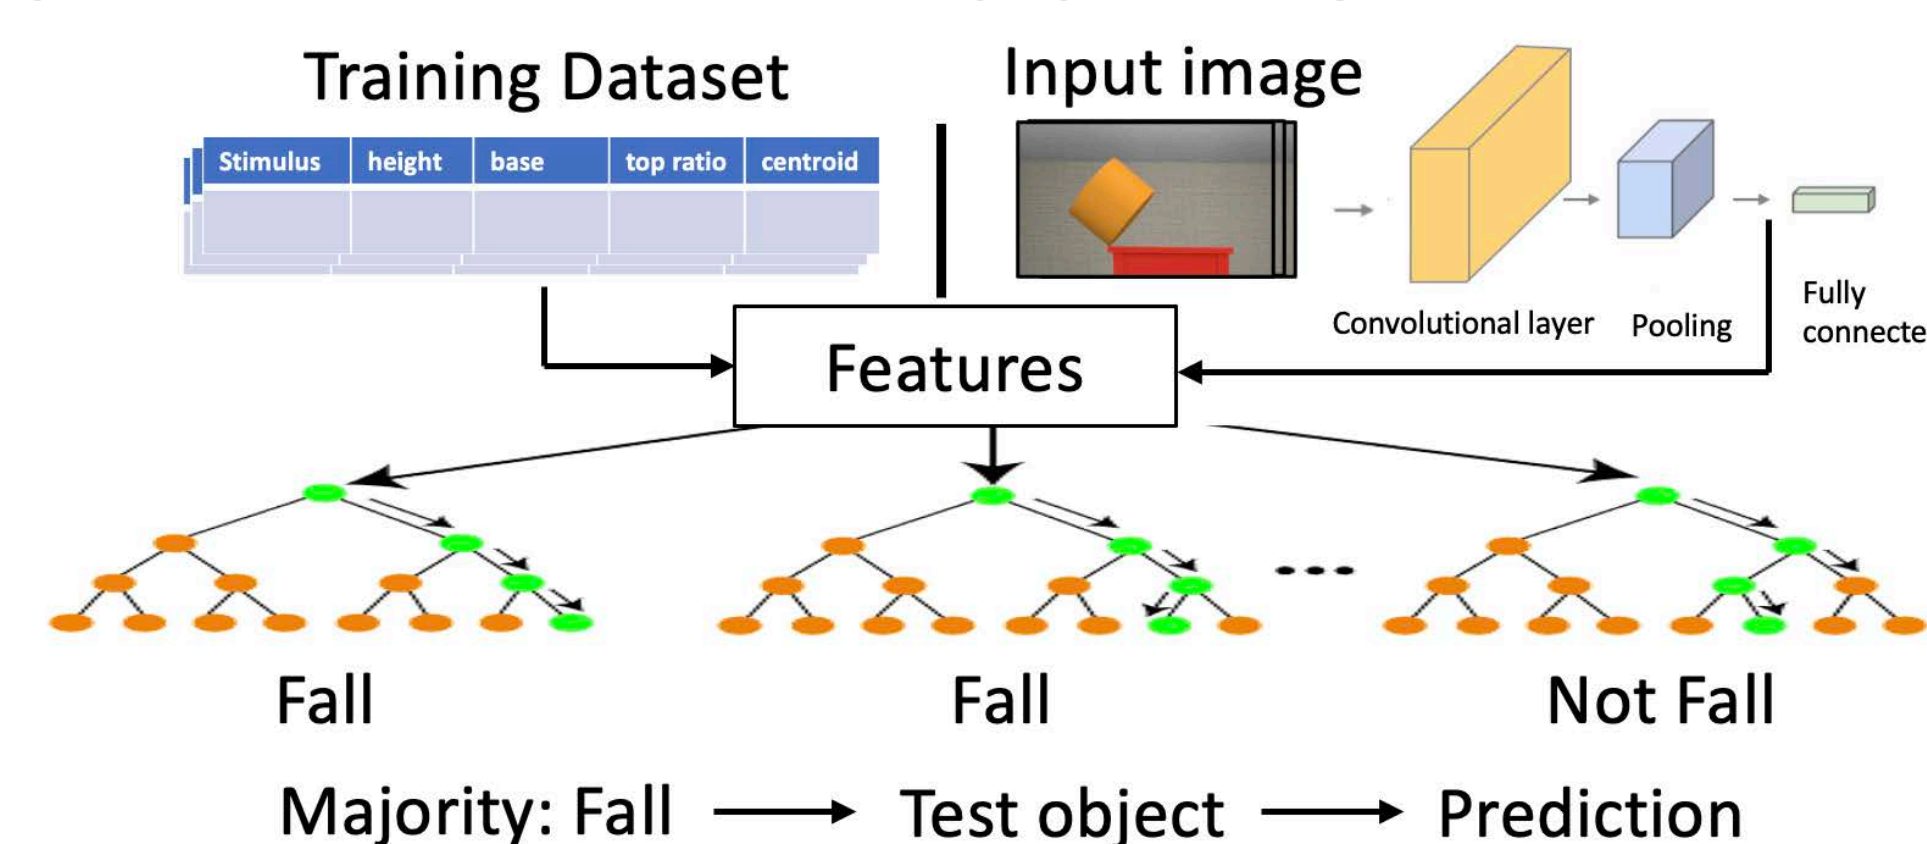 Training Dataset
Input image
Stimulus height base top ratio centroid
Convolutional layer
Pooling
Fully
connecte
Features
Fall
Fall
Not Fall
Majority: Fall
Test object
Prediction